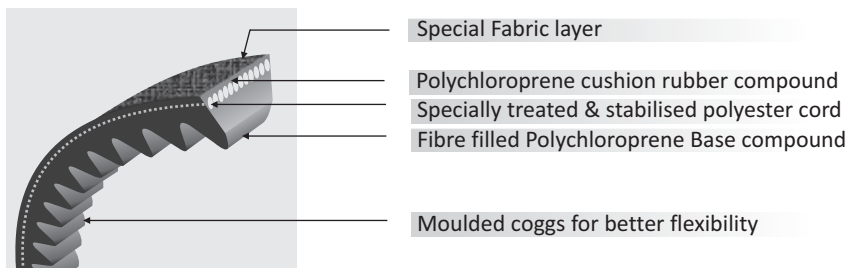 Special Fabric layer
Polychloroprene cushion rubber compound
Specially treated & stabilised polyester cord
Fibre filled Polychloroprene Base compound
Moulded coggs for better flexibility